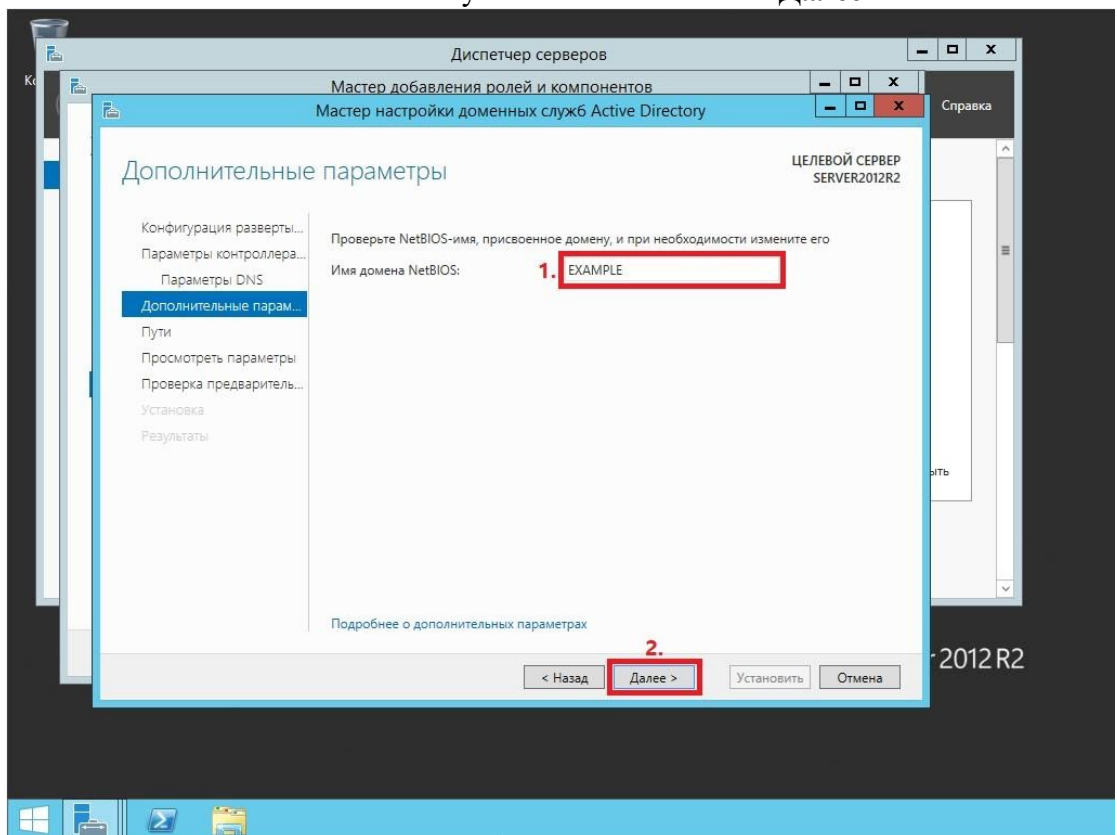 Далее
Диспетчер серверов
Мастер добавления ролей и компонентов
Мастер настройки доменных служб Active Directory
Справка
Дополнительные параметры
ЦЕЛЕВОЙ СЕРВЕР
SERVER2012R2
Конфигурация разверты...
Параметры контроллера...
Параметры DNS
Дополнительные парам...
Пути
Просмотреть параметры
Проверка предваритель...
Установка
Результаты
Проверьте NetBIOS-имя, присвоенное домену, и при необходимости измените его
Имя домена NetBIOS: 1. EXAMPLE
ыть
Подробнее о дополнительных параметрах
2.
< Назад Далее > Установить Отмена
2012 R2